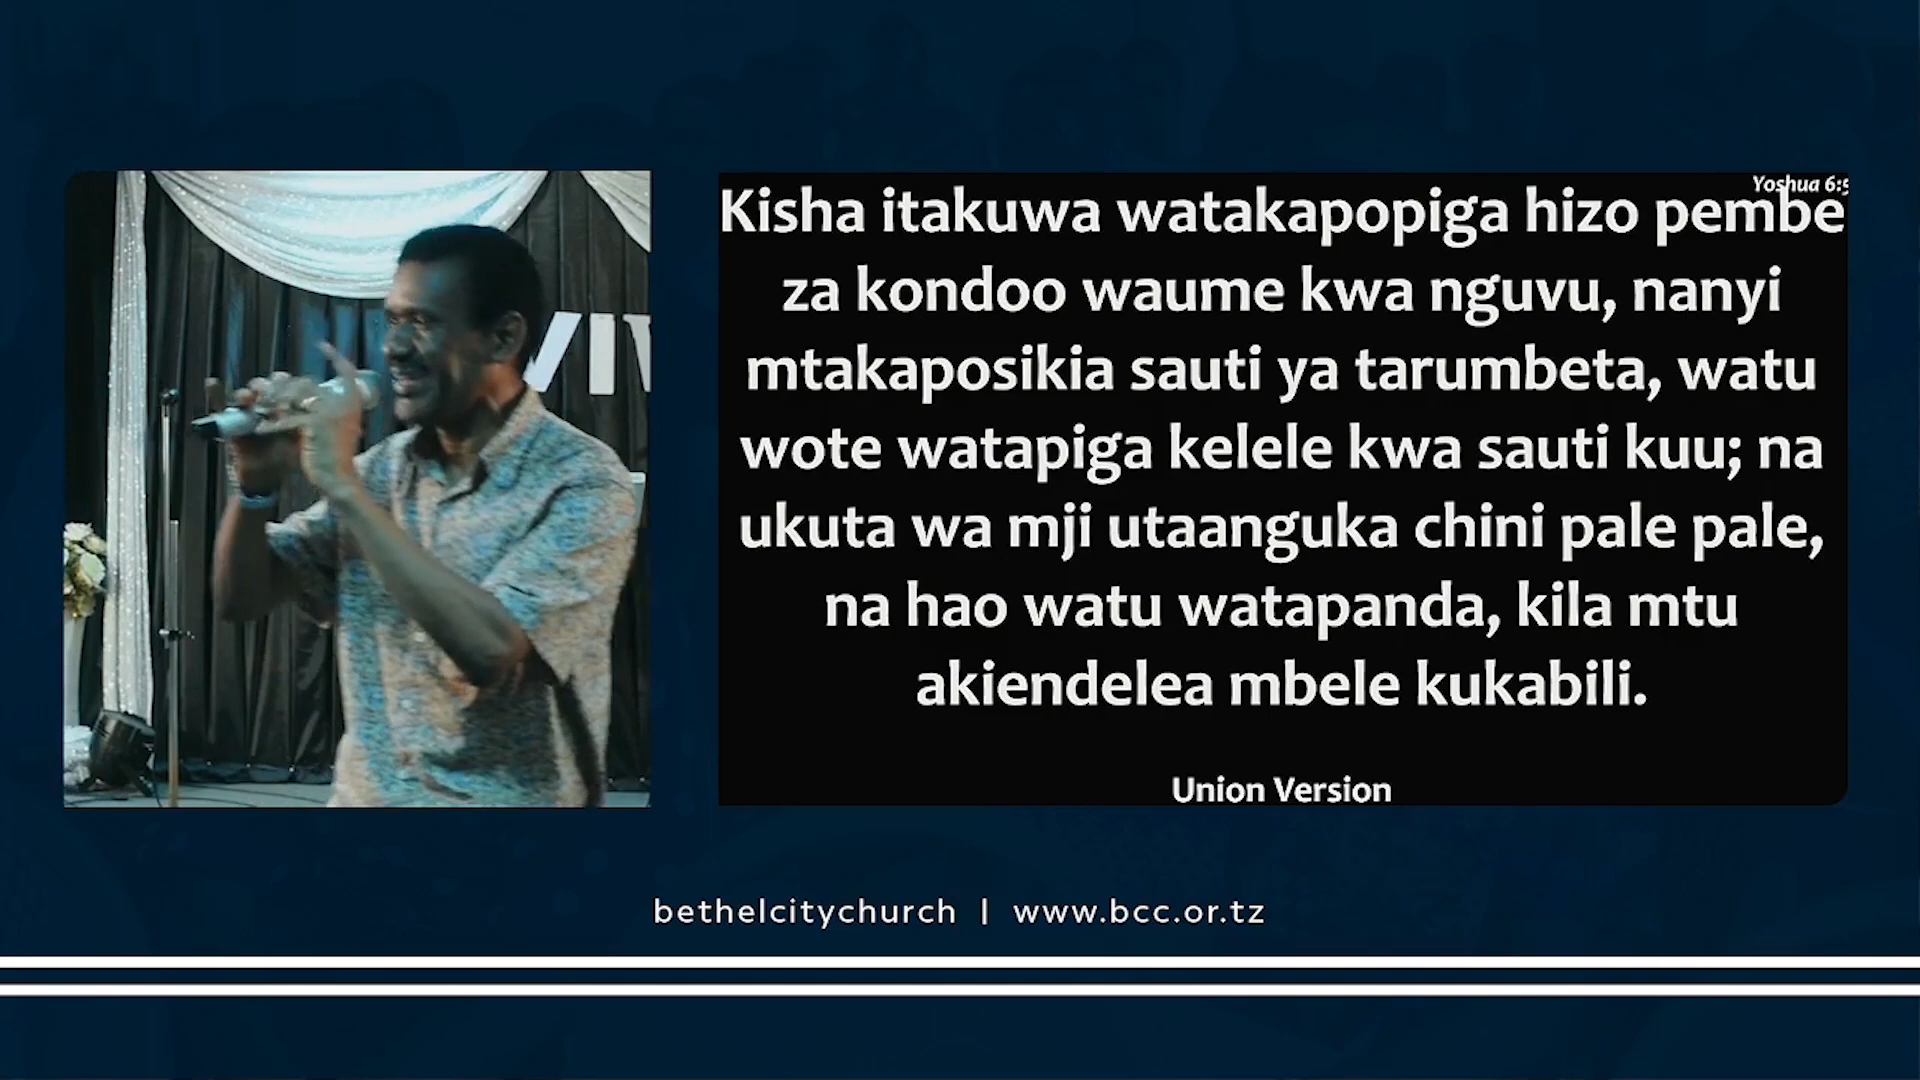 VIV
Yoshua 6:5
Kisha itakuwa watakapopiga hizo pembe
za kondoo waume kwa nguvu, nanyi
mtakaposikia sauti ya tarumbeta, watu
wote watapiga kelele kwa sauti kuu; na
ukuta wa mji utaanguka chini pale pale,
na hao watu watapanda, kila mtu
akiendelea mbele kukabili.
Union Version
bethelcitychurch | www.bcc.or.tz